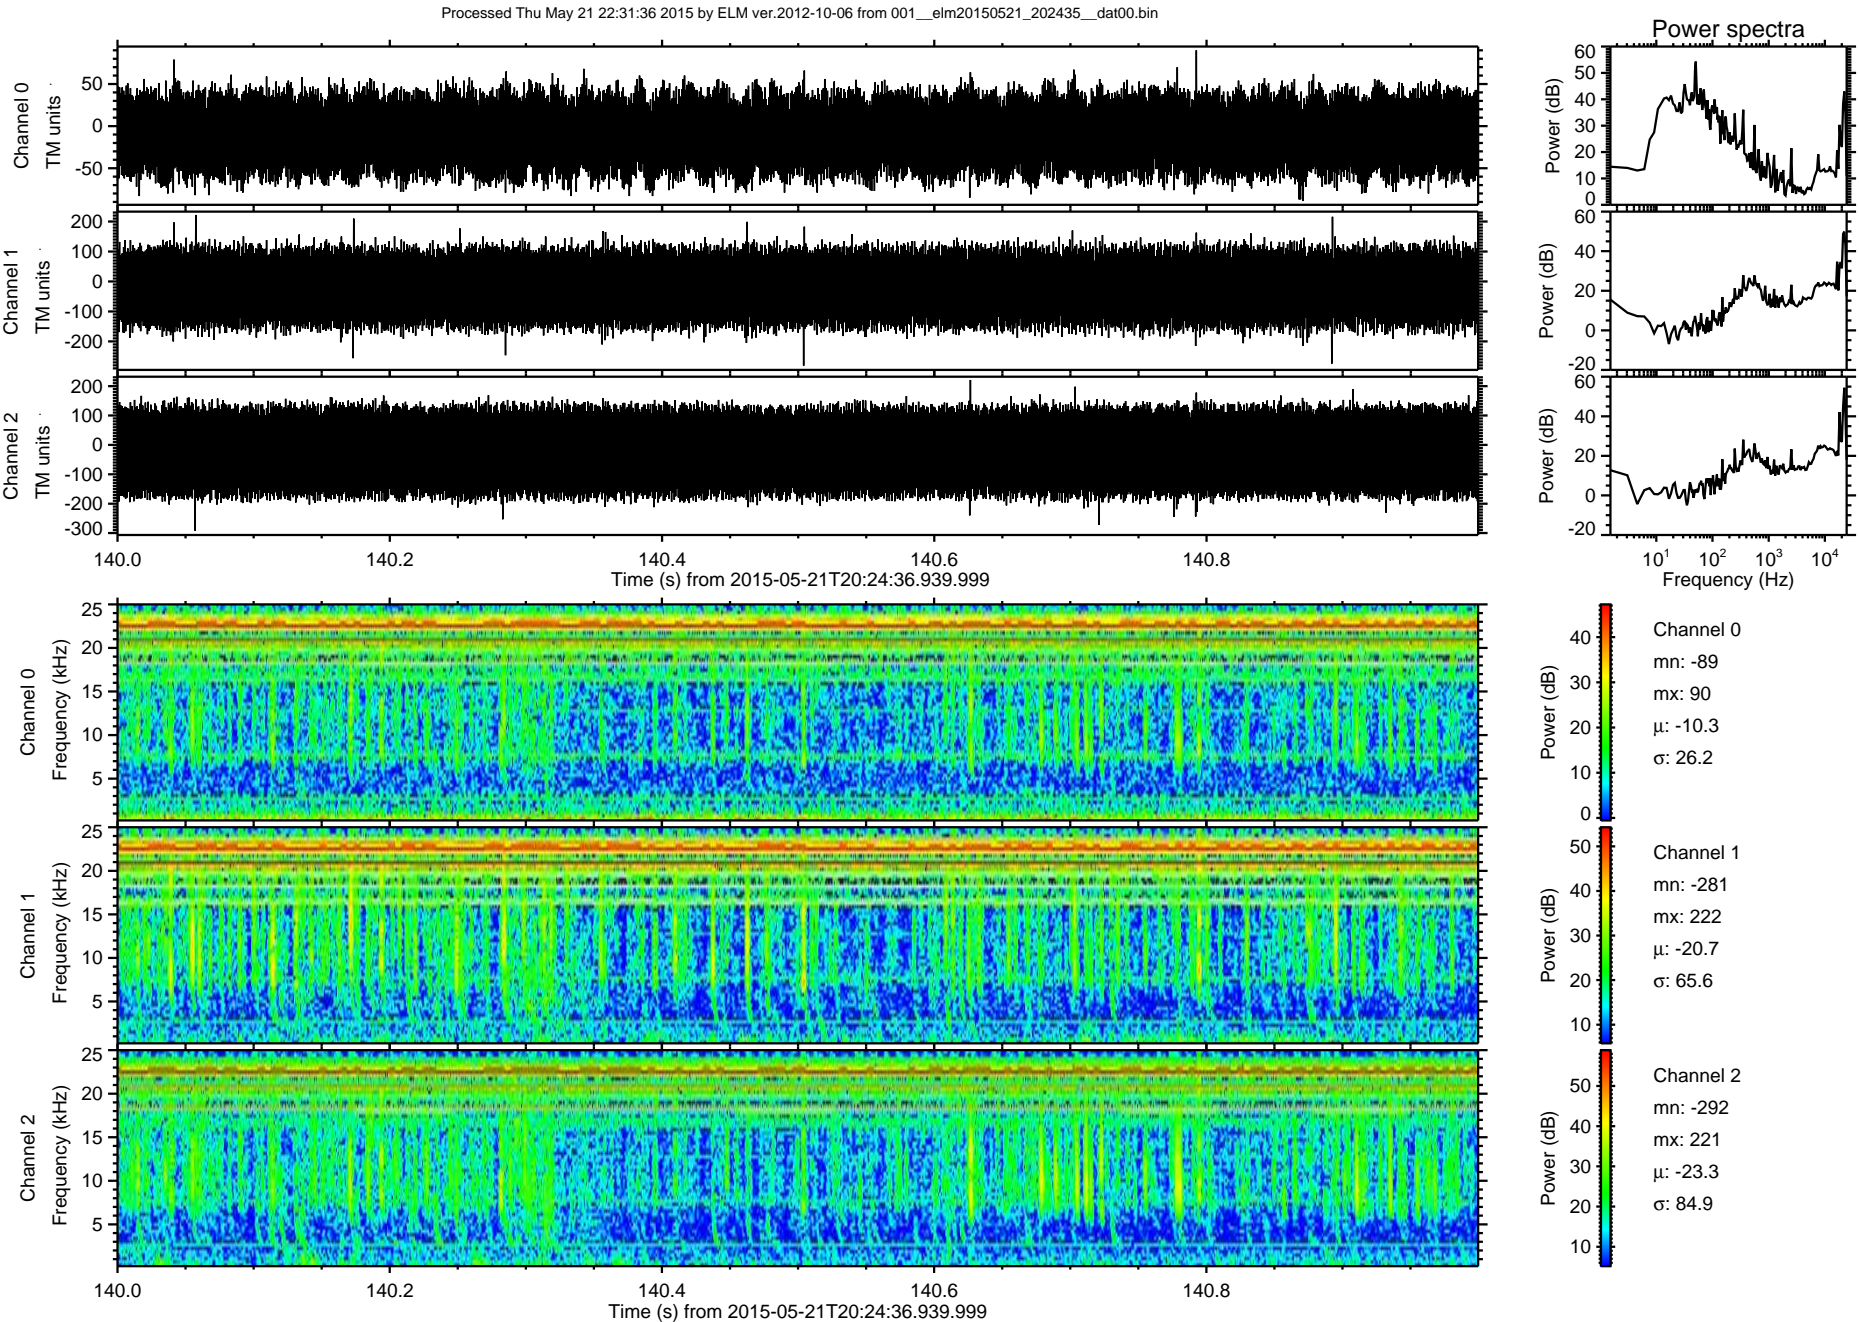 Processed Thu May 21 22:31:36 2015 by ELM ver.2012-10-06 from 001__elm20150521_202435__dat00.bin
Power spectra
Channel 0
TM units
50
0
-50
Power (dB)
60
50
40
30
20
10
0
Channel 1
TM units
200
100
0
-100
-200
Power (dB)
60
40
20
0
-20
Channel 2
TM units
200
100
0
-100
-200
-300
Power (dB)
60
40
20
0
-20
140.0 140.2 140.4 140.6 140.8
Time (s) from 2015-05-21T20:24:36.939.999
10^1 10^2 10^3 10^4
Frequency (Hz)
Channel 0
Frequency (kHz)
25
20
15
10
5
Power (dB)
40
30
20
10
0
Channel 0
mn: -89
mx: 90
µ: -10.3
σ: 26.2
Channel 1
Frequency (kHz)
25
20
15
10
5
Power (dB)
50
40
30
20
10
Channel 1
mn: -281
mx: 222
µ: -20.7
σ: 65.6
Channel 2
Frequency (kHz)
25
20
15
10
5
Power (dB)
50
40
30
20
10
Channel 2
mn: -292
mx: 221
µ: -23.3
σ: 84.9
140.0 140.2 140.4 140.6 140.8
Time (s) from 2015-05-21T20:24:36.939.999